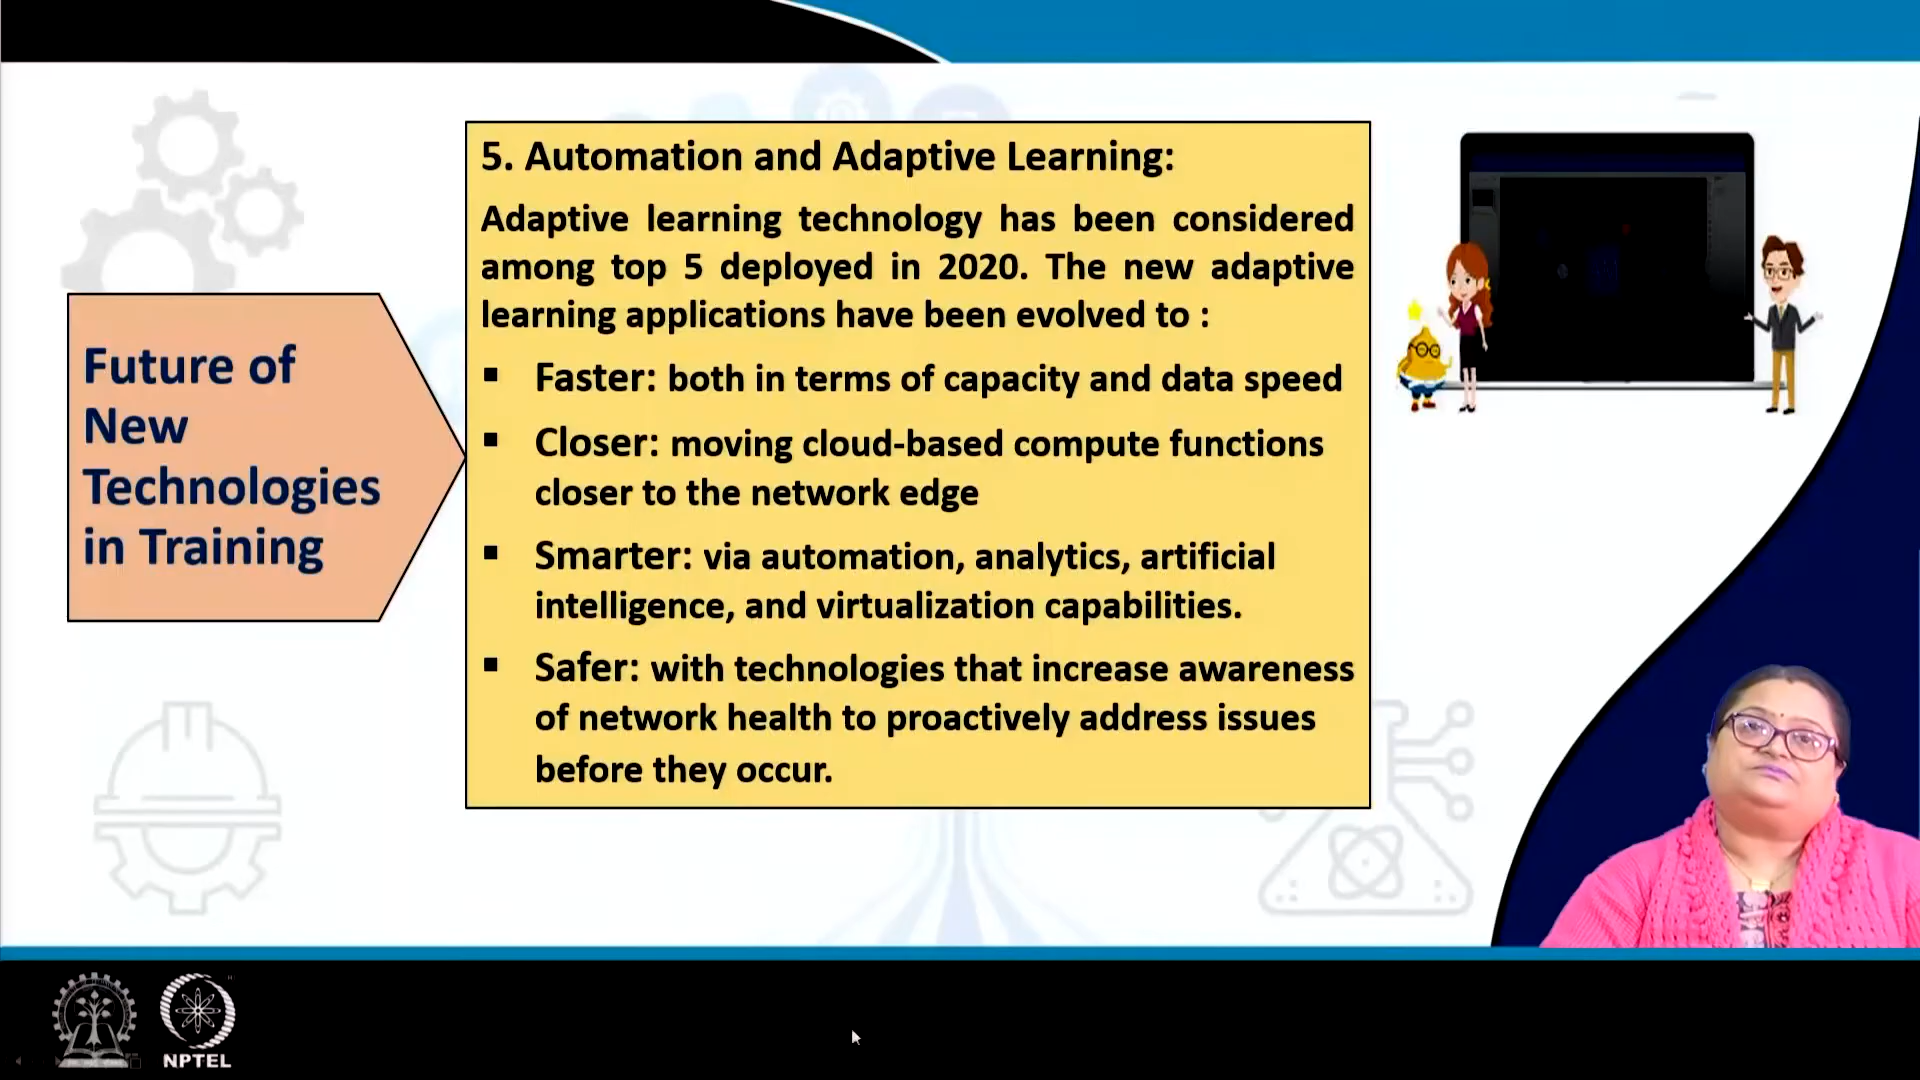 Future of
New
Technologies
in Training
5. Automation and Adaptive Learning:
Adaptive learning technology has been considered
among top 5 deployed in 2020. The new adaptive
learning applications have been evolved to :
▪ Faster: both in terms of capacity and data speed
▪ Closer: moving cloud-based compute functions
closer to the network edge
▪ Smarter: via automation, analytics, artificial
intelligence, and virtualization capabilities.
▪ Safer: with technologies that increase awareness
of network health to proactively address issues
before they occur.
NPTEL